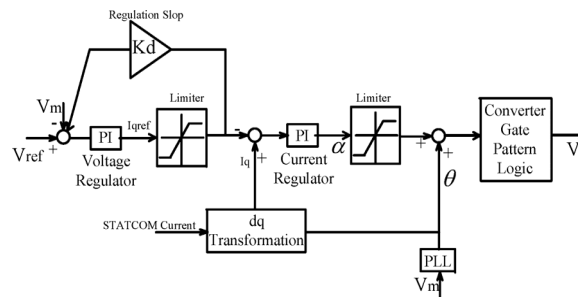 Regulation Slop
Kd
Vm
-
Vref
+
PI
Voltage
Regulator
Iqref
Limiter
-
+
Iq
PI
Current
Regulator
α
Limiter
+
+
θ
Converter
Gate
Pattern
Logic
V
STATCOM Current
dq
Transformation
PLL
Vm